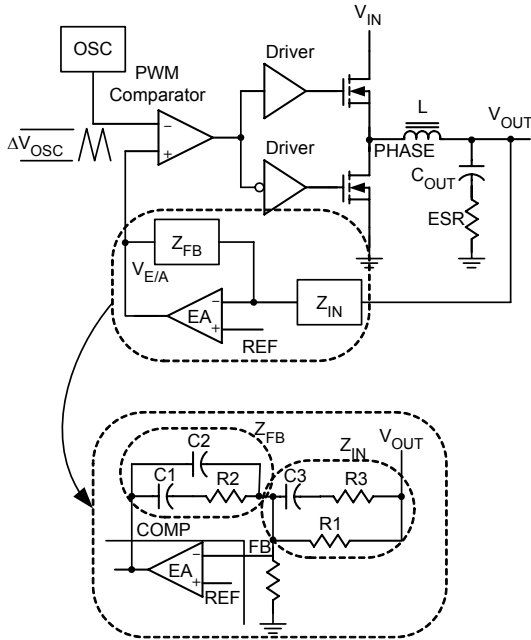 V_IN
OSC
Driver
PWM
Comparator
L
V_OUT
−
ΔV_OSC
+
Driver
PHASE
C_OUT
ESR
Z_FB
V_E/A
−
EA
+
Z_IN
REF
Z_FB
V_OUT
C2
Z_IN
C1
R2
C3
R3
COMP
R1
FB
−
EA
+
REF